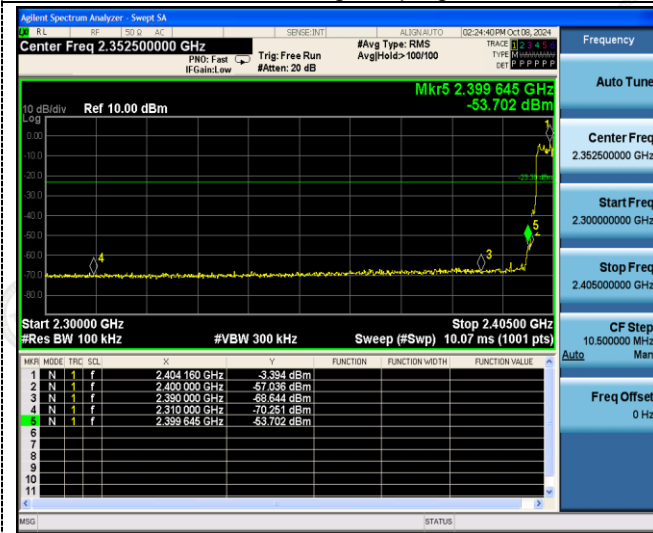 Agilent Spectrum Analyzer - Swept SA
RL RF 50 Ω AC SENSE:INT ALIGNAUTO 02:24:40PM Oct 08, 2024
Center Freq 2.352500000 GHz
PNO: Fast
IFGain:Low
Trig: Free Run
#Atten: 20 dB
#Avg Type: RMS
Avg|Hold:>100/100
TRACE 1 2 3 4 5 6
TYPE M
DET P P P P P P
Mkr5 2.399 645 GHz
-53.702 dBm
10 dB/div Ref 10.00 dBm
Log
0.00
-10.0
-20.0
-30.0
-40.0
-50.0
-60.0
-70.0
-80.0
1
5
2
3
4
Start 2.30000 GHz Stop 2.40500 GHz
#Res BW 100 kHz #VBW 300 kHz Sweep (#Swp) 10.07 ms (1001 pts)
MKR MODE TRC SCL X Y FUNCTION FUNCTION WIDTH FUNCTION VALUE
1 N 1 f 2.404 160 GHz -3.394 dBm
2 N 1 f 2.400 000 GHz -57.036 dBm
3 N 1 f 2.390 000 GHz -68.644 dBm
4 N 1 f 2.310 000 GHz -70.251 dBm
5 N 1 f 2.399 645 GHz -53.702 dBm
6
7
8
9
10
11
MSG STATUS
Frequency
Auto Tune
Center Freq
2.352500000 GHz
Start Freq
2.300000000 GHz
Stop Freq
2.405000000 GHz
CF Step
10.500000 MHz
Auto Man
Freq Offset
0 Hz